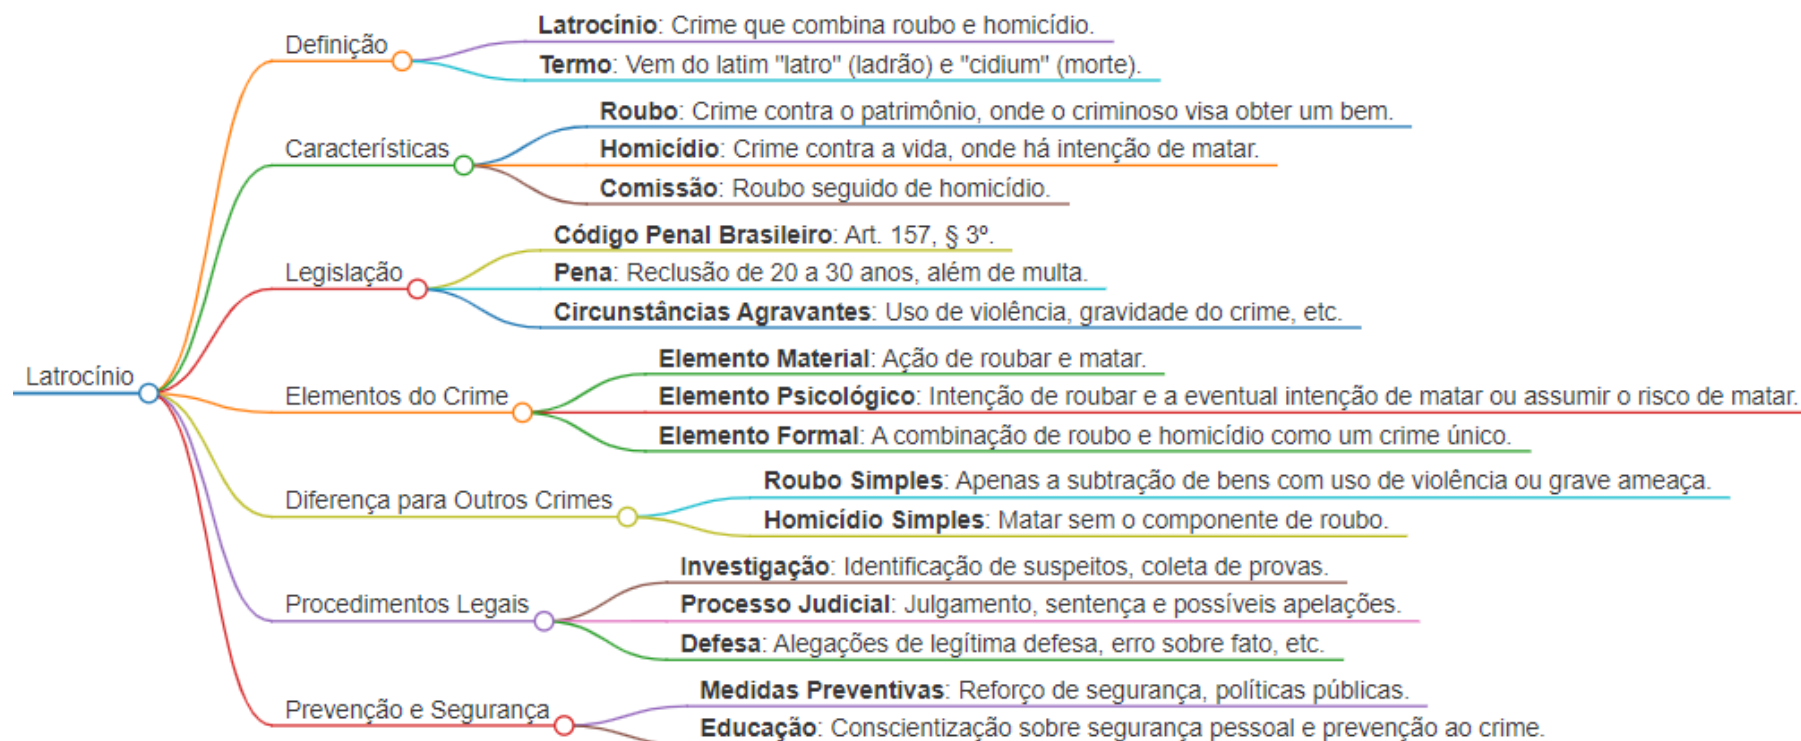 Latrocínio
Definição
Latrocínio: Crime que combina roubo e homicídio.
Termo: Vem do latim "latro" (ladrão) e "cidium" (morte).
Características
Roubo: Crime contra o patrimônio, onde o criminoso visa obter um bem.
Homicídio: Crime contra a vida, onde há intenção de matar.
Comissão: Roubo seguido de homicídio.
Legislação
Código Penal Brasileiro: Art. 157, § 3º.
Pena: Reclusão de 20 a 30 anos, além de multa.
Circunstâncias Agravantes: Uso de violência, gravidade do crime, etc.
Elementos do Crime
Elemento Material: Ação de roubar e matar.
Elemento Psicológico: Intenção de roubar e a eventual intenção de matar ou assumir o risco de matar.
Elemento Formal: A combinação de roubo e homicídio como um crime único.
Diferença para Outros Crimes
Roubo Simples: Apenas a subtração de bens com uso de violência ou grave ameaça.
Homicídio Simples: Matar sem o componente de roubo.
Procedimentos Legais
Investigação: Identificação de suspeitos, coleta de provas.
Processo Judicial: Julgamento, sentença e possíveis apelações.
Defesa: Alegações de legítima defesa, erro sobre fato, etc.
Prevenção e Segurança
Medidas Preventivas: Reforço de segurança, políticas públicas.
Educação: Conscientização sobre segurança pessoal e prevenção ao crime.